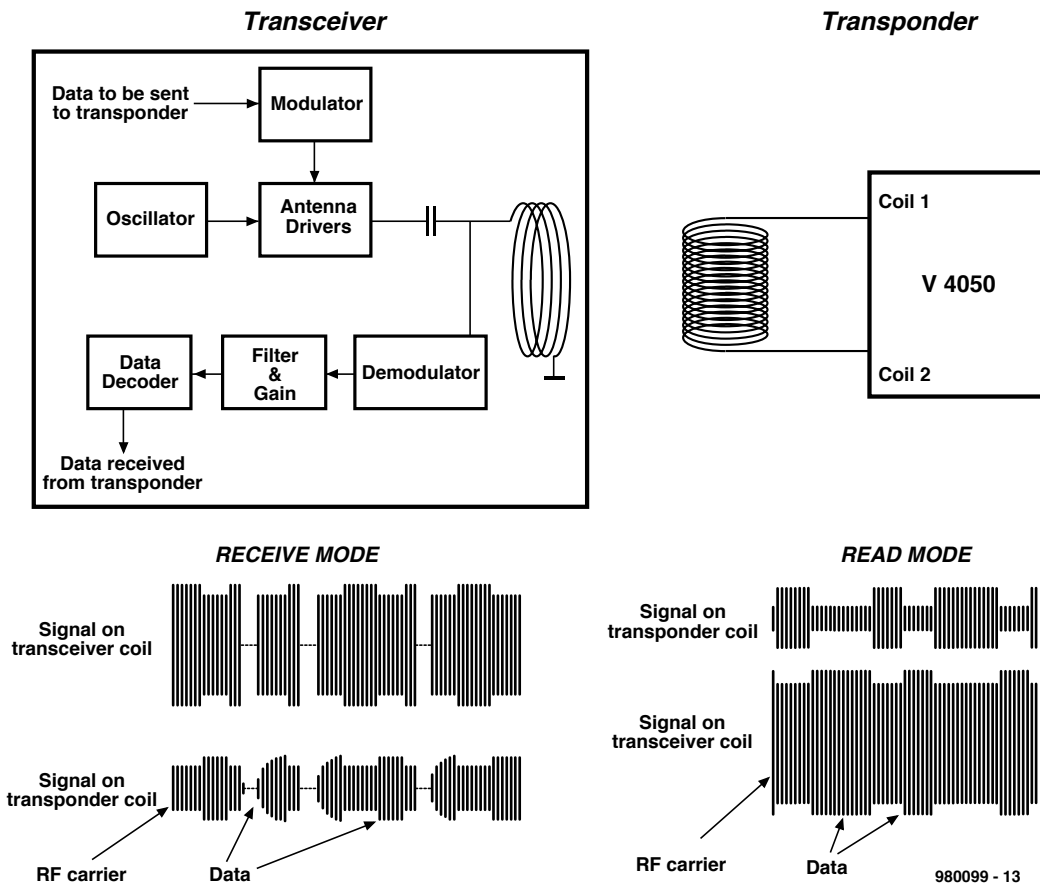 Transceiver
Transponder
Data to be sent
to transponder
Modulator
Oscillator
Antenna
Drivers
Coil 1
V 4050
Coil 2
Data
Decoder
Filter
&
Gain
Demodulator
Data received
from transponder
RECEIVE MODE
READ MODE
Signal on
transceiver coil
Signal on
transponder coil
RF carrier
Data
Signal on
transponder coil
Signal on
transceiver coil
RF carrier
Data
980099 - 13